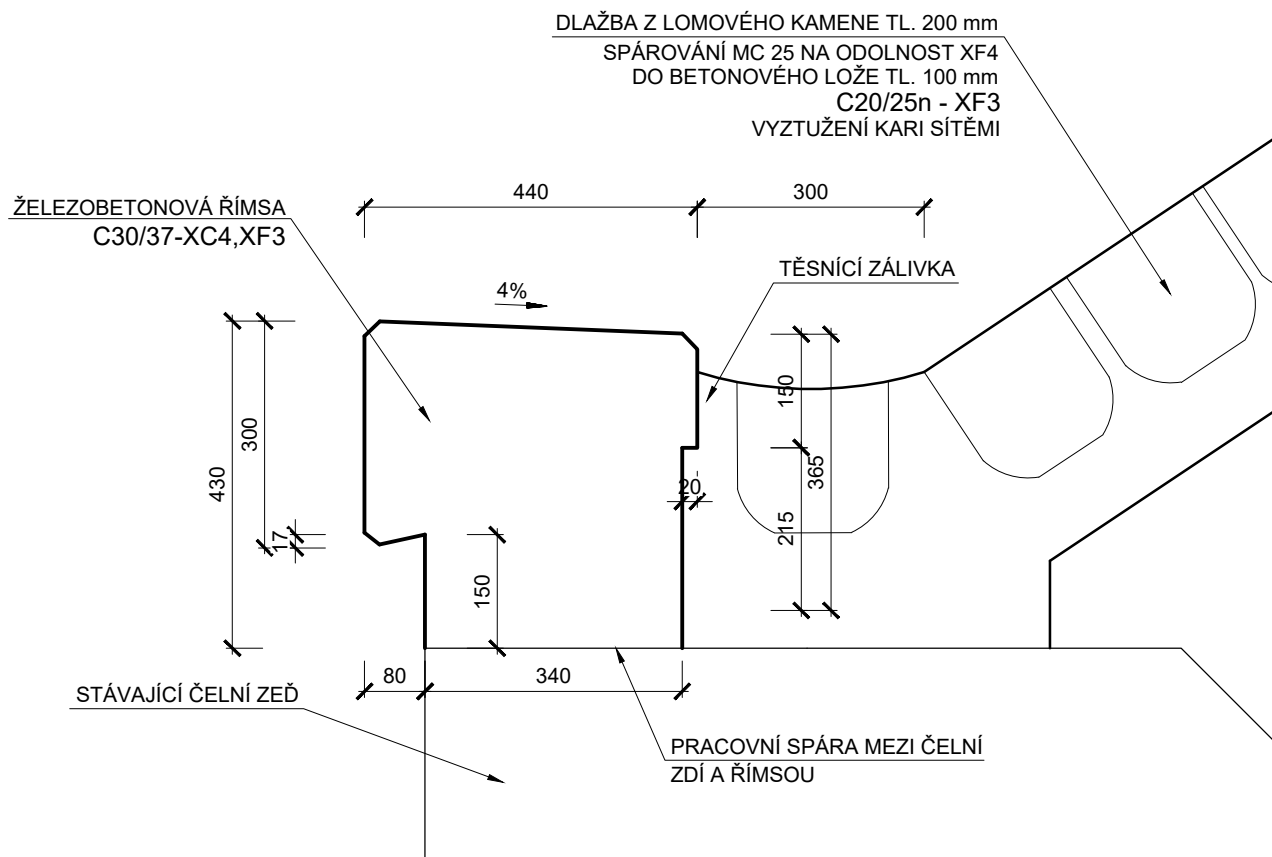 DLAŽBA Z LOMOVÉHO KAMENE TL. 200 mm
SPÁROVÁNÍ MC 25 NA ODOLNOST XF4
DO BETONOVÉHO LOŽE TL. 100 mm
C20/25n - XF3
VYZTUŽENÍ KARI SÍTĚMI
440
300
ŽELEZOBETONOVÁ ŘÍMSA
C30/37-XC4,XF3
TĚSNÍCÍ ZÁLIVKA
4%
150
300
430
365
20
215
17
150
80
340
STÁVAJÍCÍ ČELNÍ ZEĎ
PRACOVNÍ SPÁRA MEZI ČELNÍ
ZDÍ A ŘÍMSOU